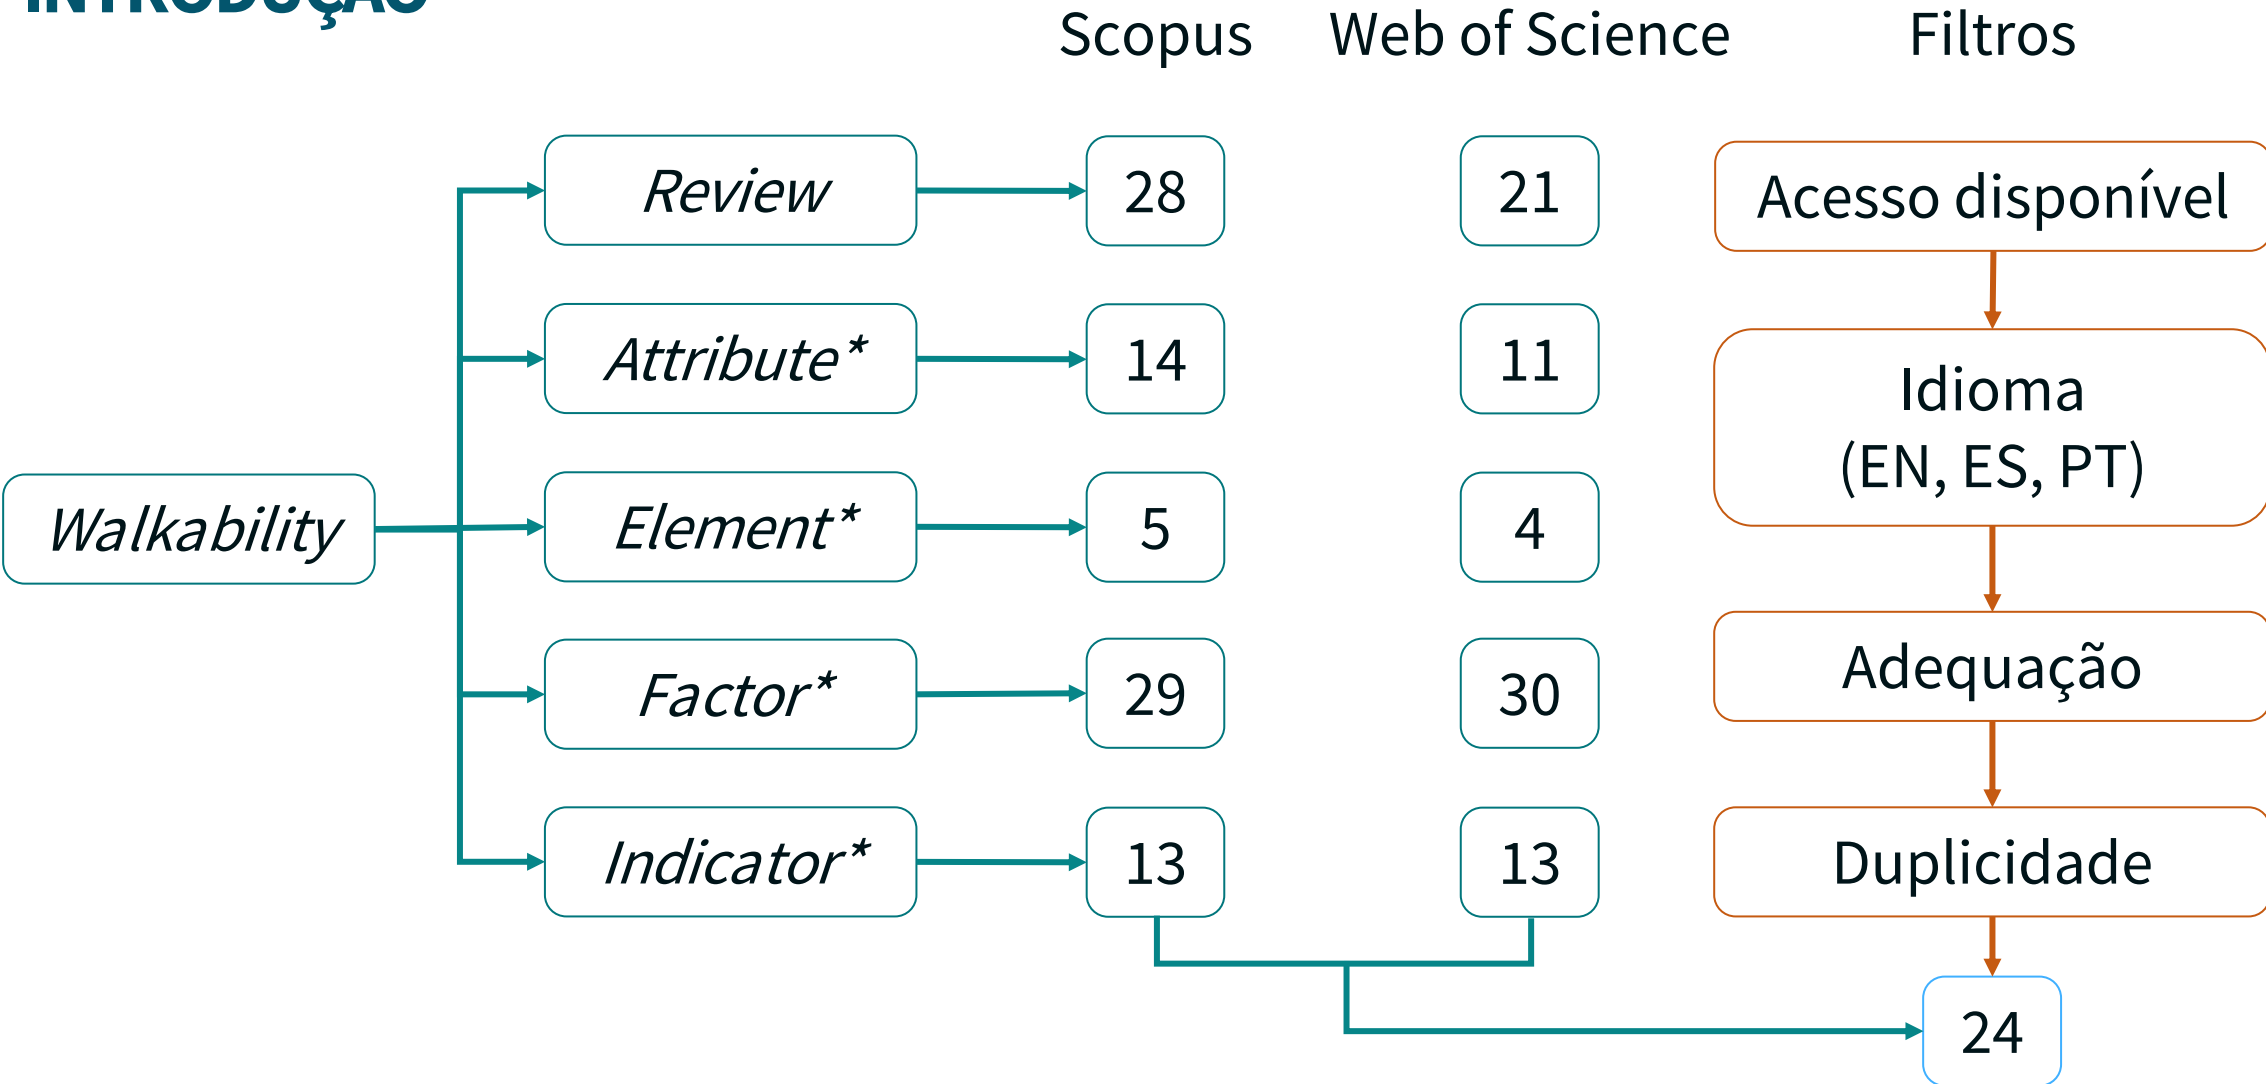 INTRODUÇÃO
Scopus Web of Science Filtros
Review 28 21 Acesso disponível
Attribute* 14 11 Idioma
(EN, ES, PT)
Walkability Element* 5 4
Factor* 29 30 Adequação
Indicator* 13 13 Duplicidade
24